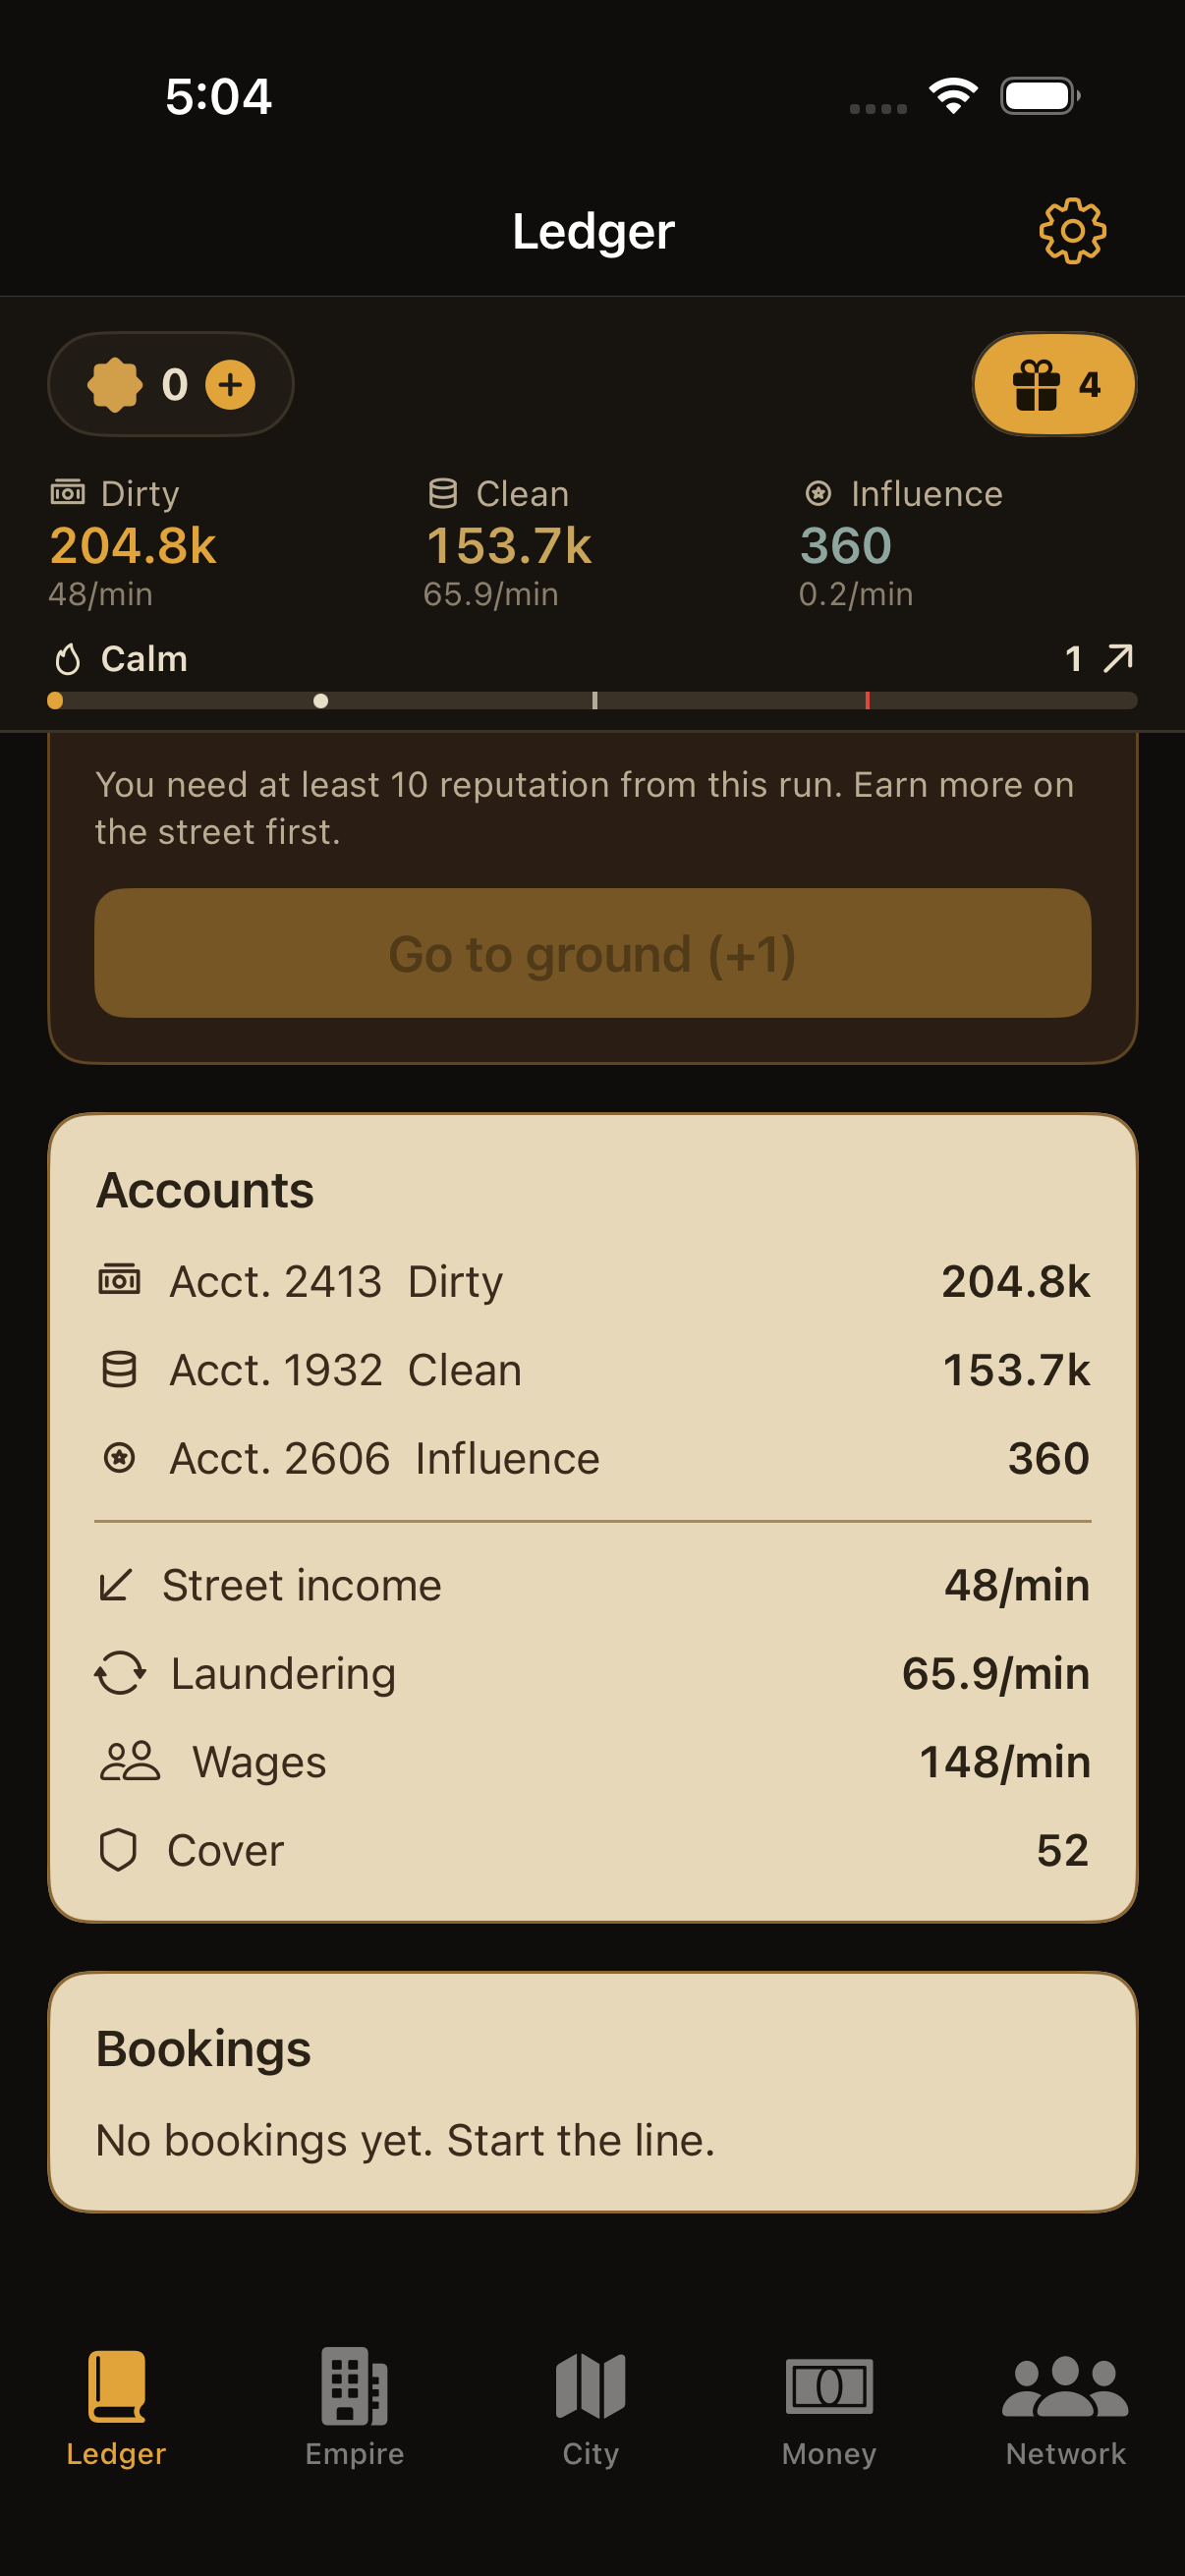 5:04
Ledger
0
4
Dirty
Clean
Influence
204.8k
153.7k
360
48/min
65.9/min
0.2/min
Calm
1
You need at least 10 reputation from this run. Earn more on
the street first.
Go to ground (+1)
Accounts
Acct. 2413 Dirty 204.8k
Acct. 1932 Clean 153.7k
Acct. 2606 Influence 360
Street income 48/min
Laundering 65.9/min
Wages 148/min
Cover 52
Bookings
No bookings yet. Start the line.
Ledger
Empire
City
Money
Network